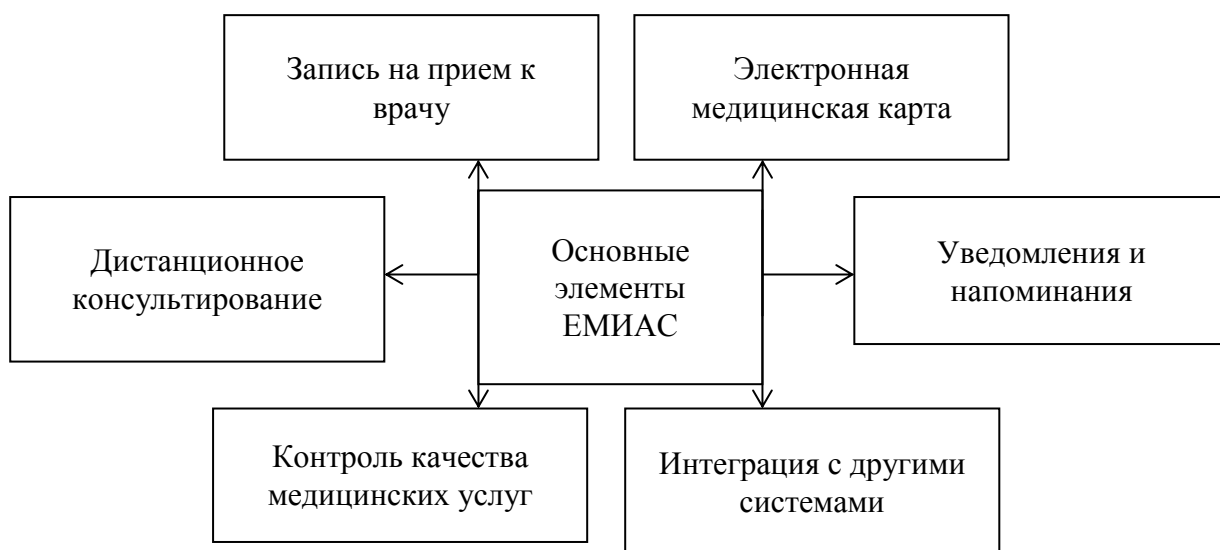 Запись на прием к
врачу
Электронная
медицинская карта
Дистанционное
консультирование
Основные
элементы
ЕМИАС
Уведомления и
напоминания
Контроль качества
медицинских услуг
Интеграция с другими
системами